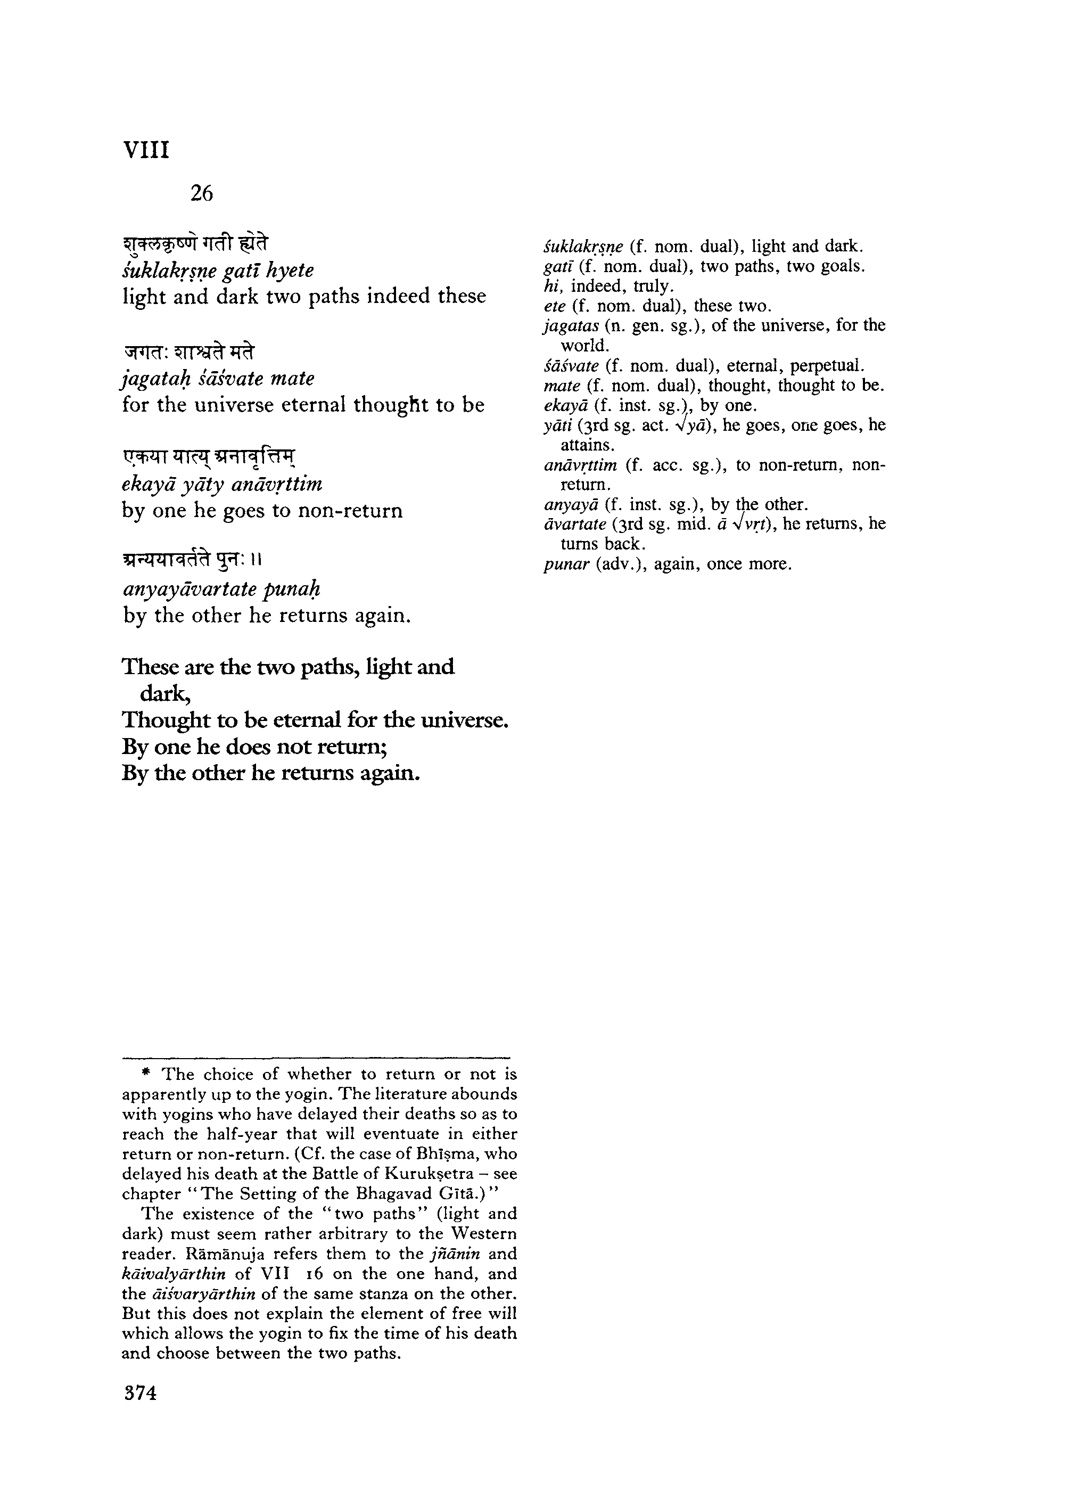 VIII
26
शुक्लकृष्णे गती ह्येते
śuklakṛṣṇe gatī hyete
light and dark two paths indeed these
जगतः शाश्वते मते
jagataḥ śāśvate mate
for the universe eternal thought to be
एकया यात्य् अनावृत्तिम्
ekayā yāty anāvṛttim
by one he goes to non-return
अन्ययावर्तते पुनः ॥
anyayāvartate punaḥ
by the other he returns again.
These are the two paths, light and
dark,
Thought to be eternal for the universe.
By one he does not return;
By the other he returns again.
śuklakṛṣṇe (f. nom. dual), light and dark.
gatī (f. nom. dual), two paths, two goals.
hi, indeed, truly.
ete (f. nom. dual), these two.
jagatas (n. gen. sg.), of the universe, for the
world.
śāśvate (f. nom. dual), eternal, perpetual.
mate (f. nom. dual), thought, thought to be.
ekayā (f. inst. sg.), by one.
yāti (3rd sg. act. √yā), he goes, one goes, he
attains.
anāvṛttim (f. acc. sg.), to non-return, non-
return.
anyayā (f. inst. sg.), by the other.
āvartate (3rd sg. mid. ā √vṛt), he returns, he
turns back.
punar (adv.), again, once more.
* The choice of whether to return or not is
apparently up to the yogin. The literature abounds
with yogins who have delayed their deaths so as to
reach the half-year that will eventuate in either
return or non-return. (Cf. the case of Bhīṣma, who
delayed his death at the Battle of Kurukṣetra – see
chapter “The Setting of the Bhagavad Gītā.)”
The existence of the “two paths” (light and
dark) must seem rather arbitrary to the Western
reader. Rāmānuja refers them to the jñānin and
kāivalyārthin of VII 16 on the one hand, and
the āiśvaryārthin of the same stanza on the other.
But this does not explain the element of free will
which allows the yogin to fix the time of his death
and choose between the two paths.
374